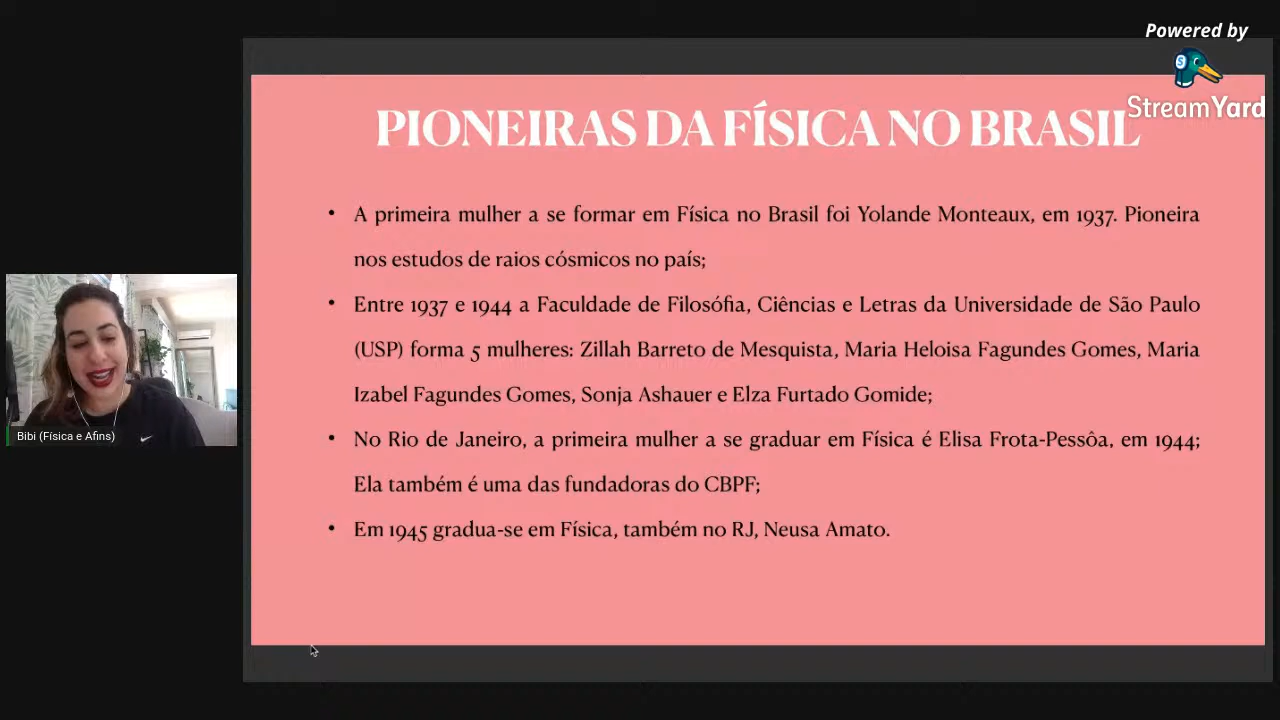 Powered by
StreamYard
PIONEIRAS DA FÍSICA NO BRASIL
• A primeira mulher a se formar em Física no Brasil foi Yolande Monteaux, em 1937. Pioneira
nos estudos de raios cósmicos no país;
• Entre 1937 e 1944 a Faculdade de Filosófia, Ciências e Letras da Universidade de São Paulo
(USP) forma 5 mulheres: Zillah Barreto de Mesquista, Maria Heloisa Fagundes Gomes, Maria
Izabel Fagundes Gomes, Sonja Ashauer e Elza Furtado Gomide;
• No Rio de Janeiro, a primeira mulher a se graduar em Física é Elisa Frota-Pessôa, em 1944;
Ela também é uma das fundadoras do CBPF;
• Em 1945 gradua-se em Física, também no RJ, Neusa Amato.
Bibi (Física e Afins)